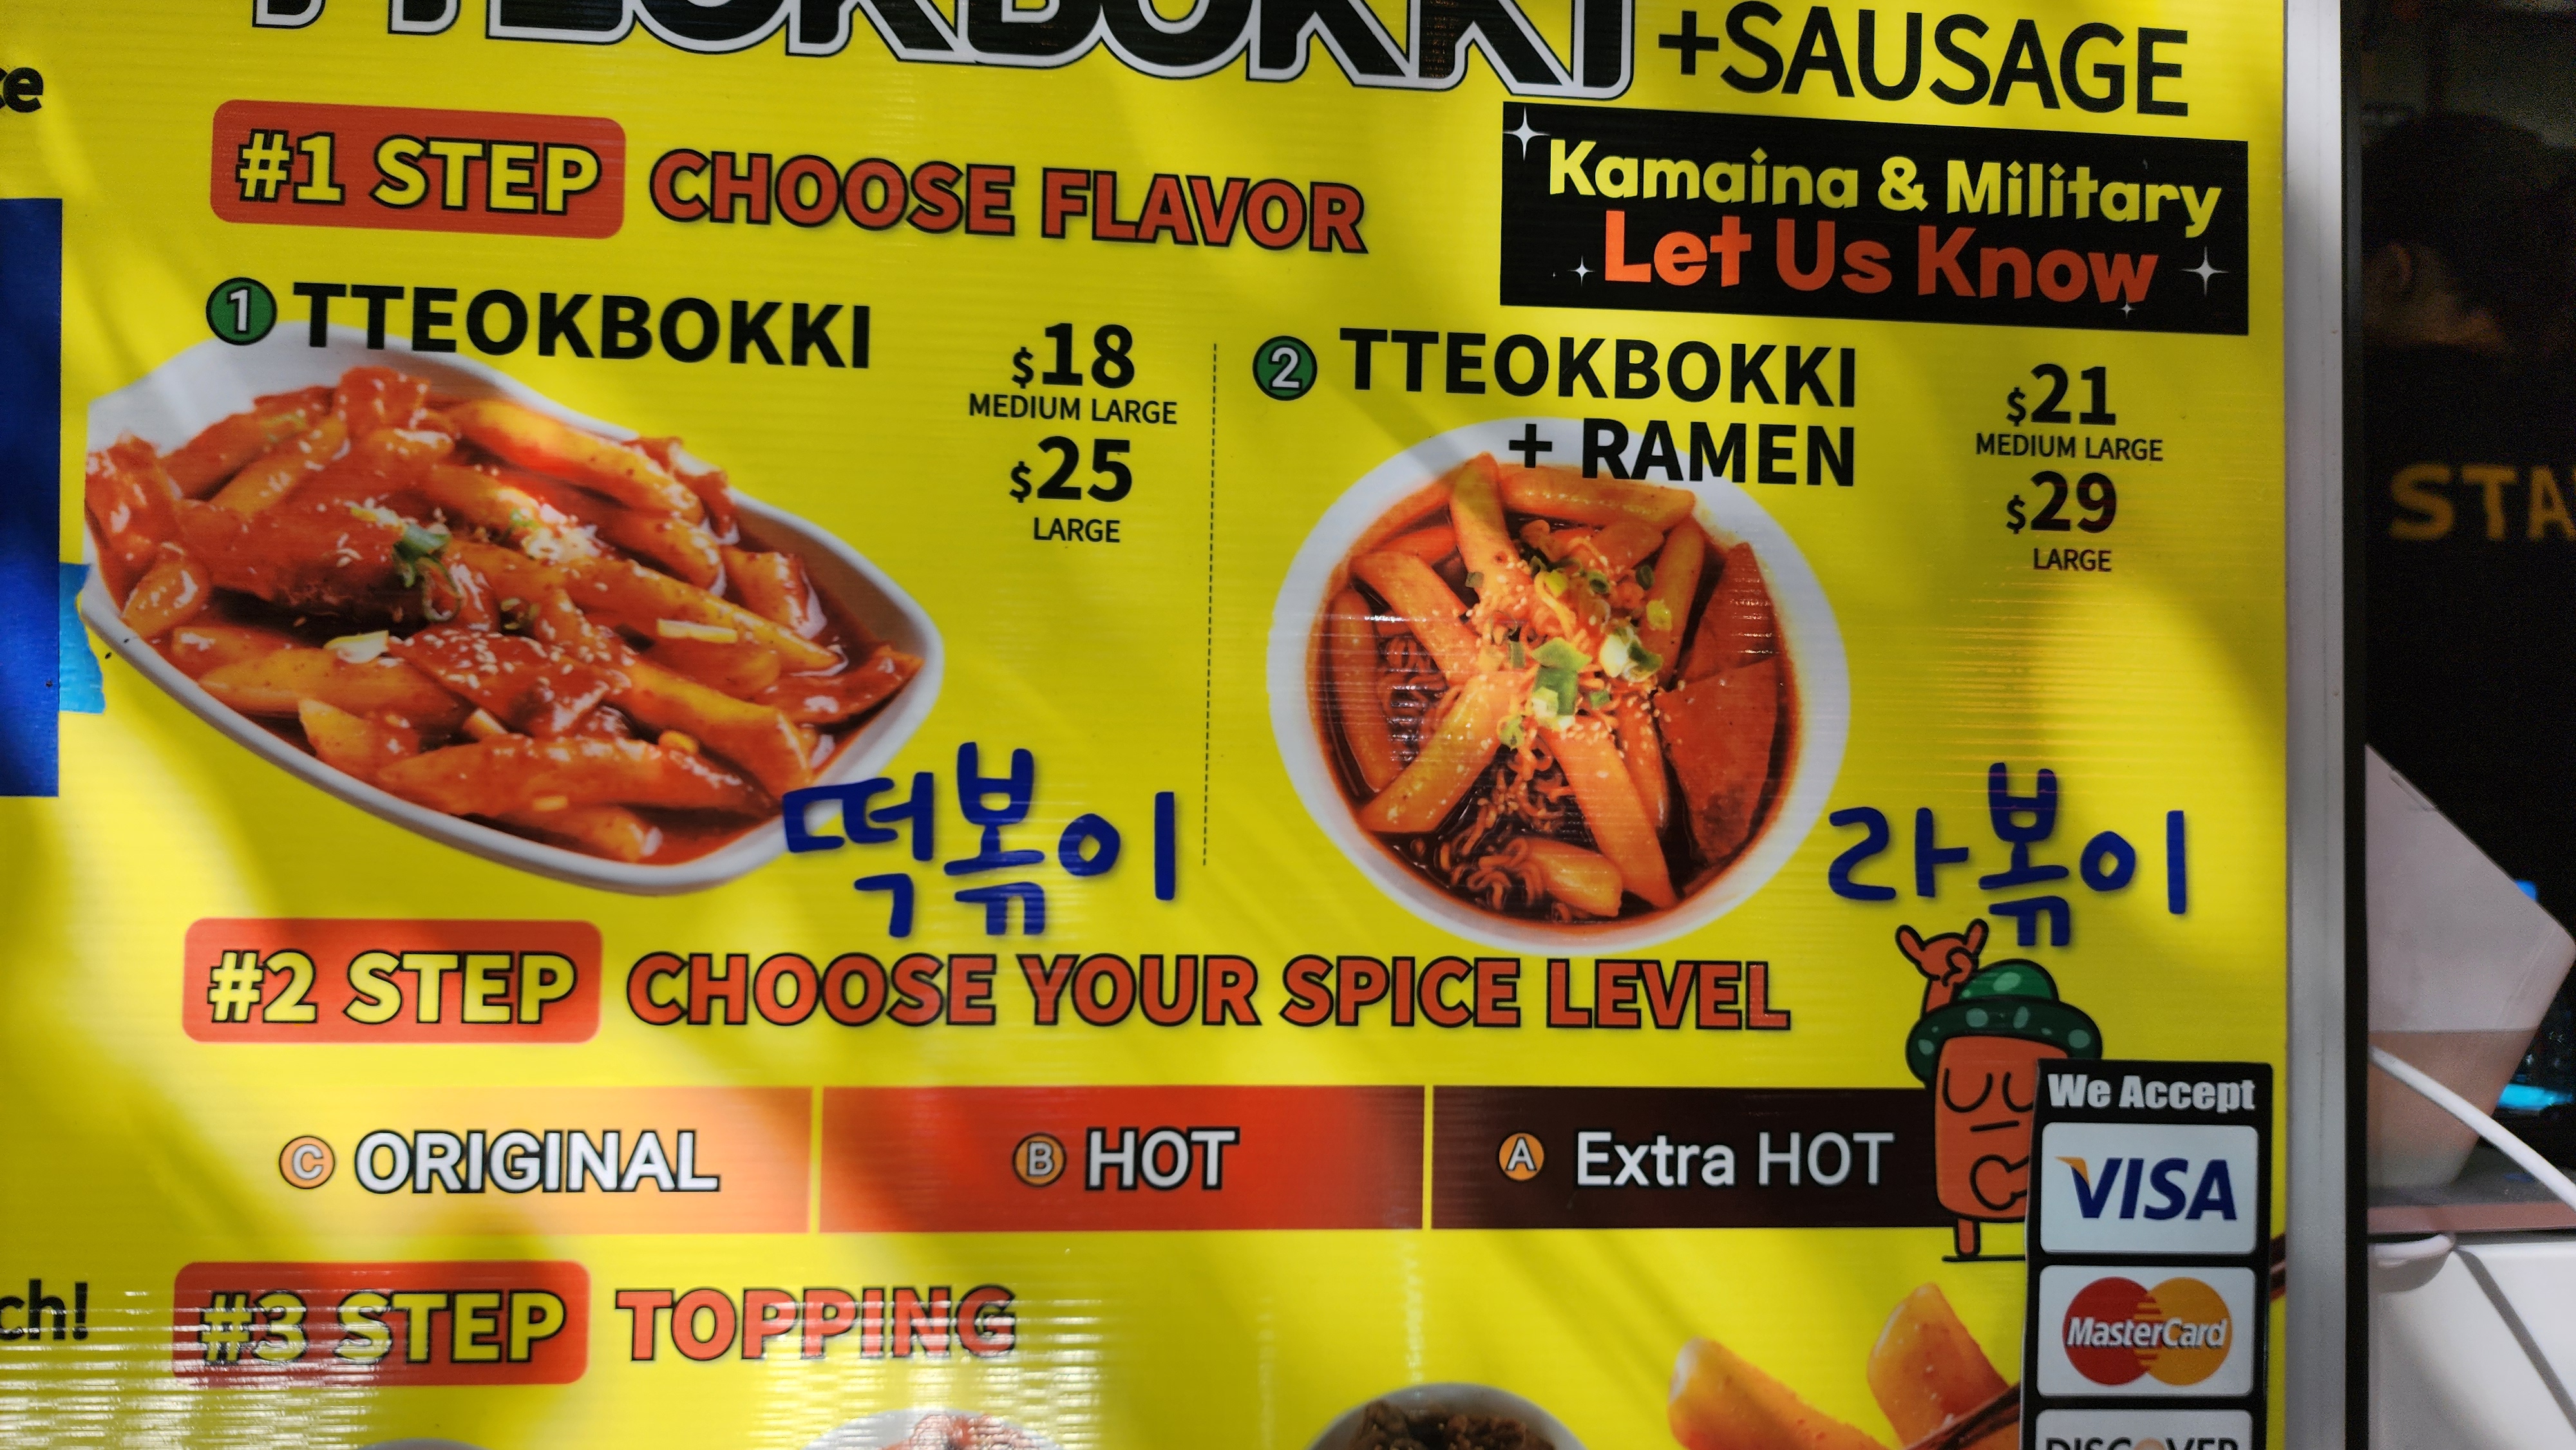 TTEOKBOKKI +SAUSAGE
#1 STEP CHOOSE FLAVOR
Kamaina & Military
Let Us Know
1 TTEOKBOKKI
$18
MEDIUM LARGE
$25
LARGE
떡볶이
2 TTEOKBOKKI
+ RAMEN
$21
MEDIUM LARGE
$29
LARGE
라볶이
#2 STEP CHOOSE YOUR SPICE LEVEL
C ORIGINAL
B HOT
A Extra HOT
#3 STEP TOPPING
We Accept
VISA
MasterCard
DISCOVER